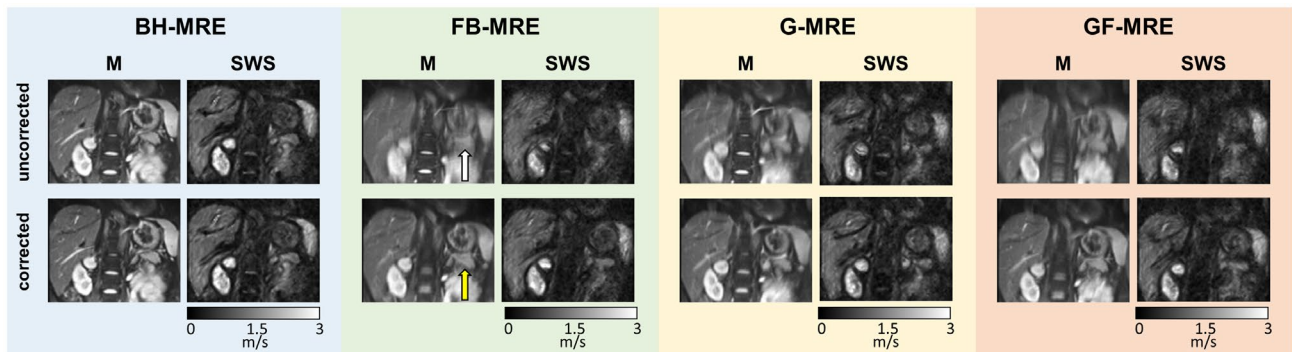 BH-MRE FB-MRE G-MRE GF-MRE
M SWS M SWS M SWS M SWS
uncorrected
corrected
0 1.5 3 0 1.5 3 0 1.5 3 0 1.5 3
m/s m/s m/s m/s